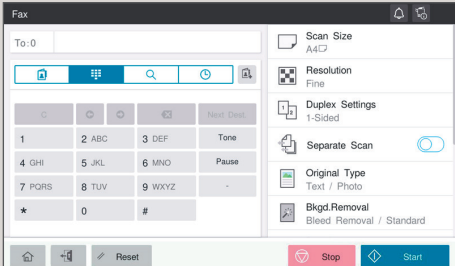 Fax
To:0
C
Next Dest.
1
2 ABC
3 DEF
Tone
4 GHI
5 JKL
6 MNO
Pause
7 PQRS
8 TUV
9 WXYZ
-
*
0
#
Scan Size
A4
Resolution
Fine
Duplex Settings
1-Sided
Separate Scan
Original Type
Text / Photo
Bkgd.Removal
Bleed Removal / Standard
Reset
Stop
Start